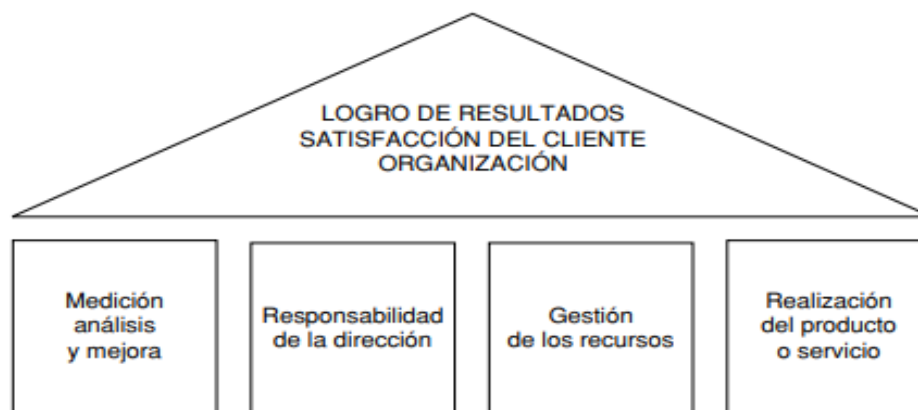 LOGRO DE RESULTADOS
SATISFACCIÓN DEL CLIENTE
ORGANIZACIÓN
Medición
análisis
y mejora
Responsabilidad
de la dirección
Gestión
de los recursos
Realización
del producto
o servicio